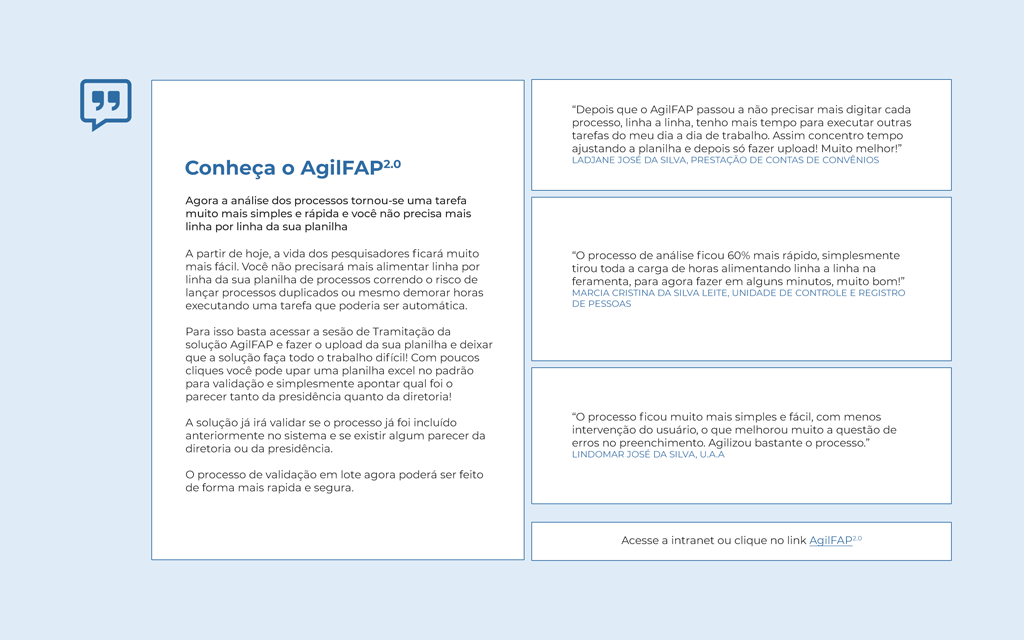 Conheça o AgilFAP2.0
Agora a análise dos processos tornou-se uma tarefa
muito mais simples e rápida e você não precisa mais
linha por linha da sua planilha
A partir de hoje, a vida dos pesquisadores ficará muito
mais fácil. Você não precisará mais alimentar linha por
linha da sua planilha de processos correndo o risco de
lançar processos duplicados ou mesmo demorar horas
executando uma tarefa que poderia ser automática.
Para isso basta acessar a sesão de Tramitação da
solução AgilFAP e fazer o upload da sua planilha e deixar
que a solução faça todo o trabalho difícil! Com poucos
cliques você pode upar uma planilha excel no padrão
para validação e simplesmente apontar qual foi o
parecer tanto da presidência quanto da diretoria!
A solução já irá validar se o processo já foi incluído
anteriormente no sistema e se existir algum parecer da
diretoria ou da presidência.
O processo de validação em lote agora poderá ser feito
de forma mais rapida e segura.
“Depois que o AgilFAP passou a não precisar mais digitar cada
processo, linha a linha, tenho mais tempo para executar outras
tarefas do meu dia a dia de trabalho. Assim concentro tempo
ajustando a planilha e depois só fazer upload! Muito melhor!”
LADJANE JOSÉ DA SILVA, PRESTAÇÃO DE CONTAS DE CONVÊNIOS
“O processo de análise ficou 60% mais rápido, simplesmente
tirou toda a carga de horas alimentando linha a linha na
feramenta, para agora fazer em alguns minutos, muito bom!”
MARCIA CRISTINA DA SILVA LEITE, UNIDADE DE CONTROLE E REGISTRO
DE PESSOAS
“O processo ficou muito mais simples e fácil, com menos
intervenção do usuário, o que melhorou muito a questão de
erros no preenchimento. Agilizou bastante o processo.”
LINDOMAR JOSÉ DA SILVA, U.A.A
Acesse a intranet ou clique no link AgilFAP2.0